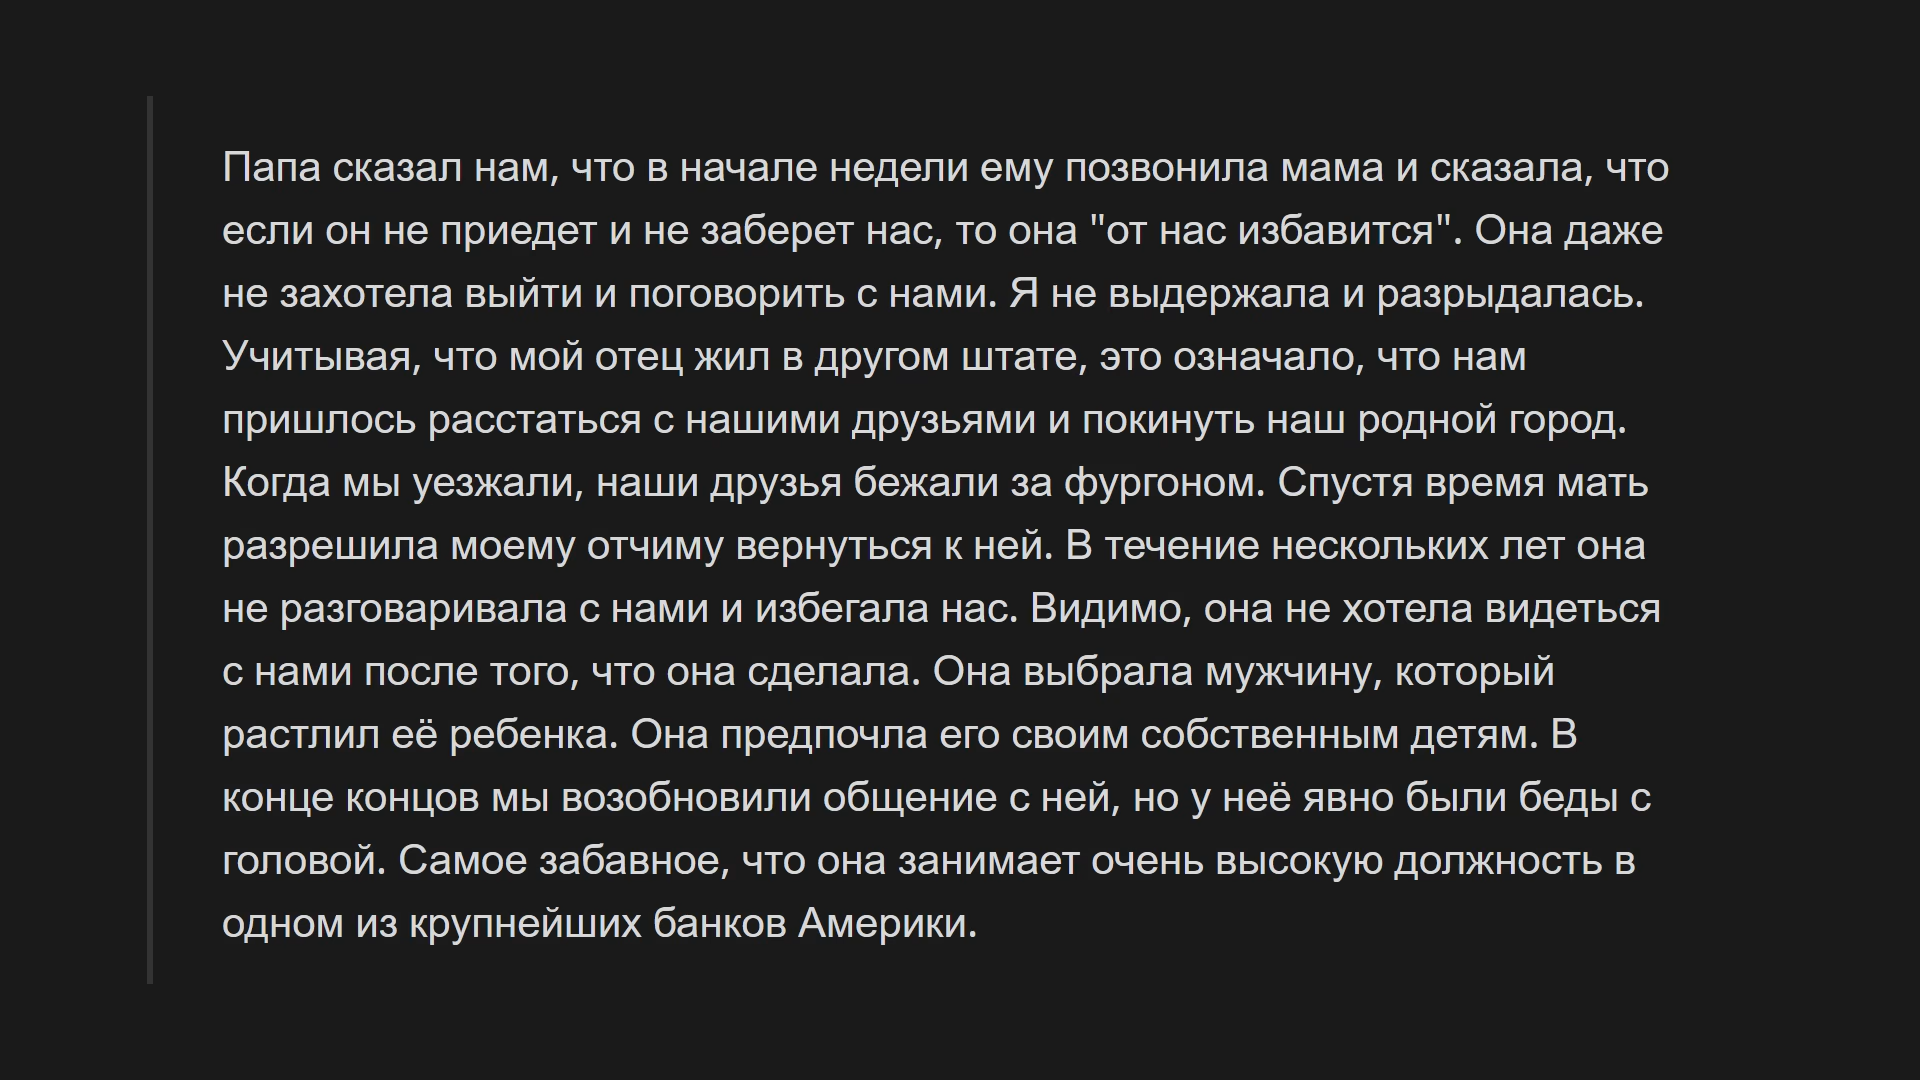 Папа сказал нам, что в начале недели ему позвонила мама и сказала, что
если он не приедет и не заберет нас, то она "от нас избавится". Она даже
не захотела выйти и поговорить с нами. Я не выдержала и разрыдалась.
Учитывая, что мой отец жил в другом штате, это означало, что нам
пришлось расстаться с нашими друзьями и покинуть наш родной город.
Когда мы уезжали, наши друзья бежали за фургоном. Спустя время мать
разрешила моему отчиму вернуться к ней. В течение нескольких лет она
не разговаривала с нами и избегала нас. Видимо, она не хотела видеться
с нами после того, что она сделала. Она выбрала мужчину, который
растлил её ребенка. Она предпочла его своим собственным детям. В
конце концов мы возобновили общение с ней, но у неё явно были беды с
головой. Самое забавное, что она занимает очень высокую должность в
одном из крупнейших банков Америки.